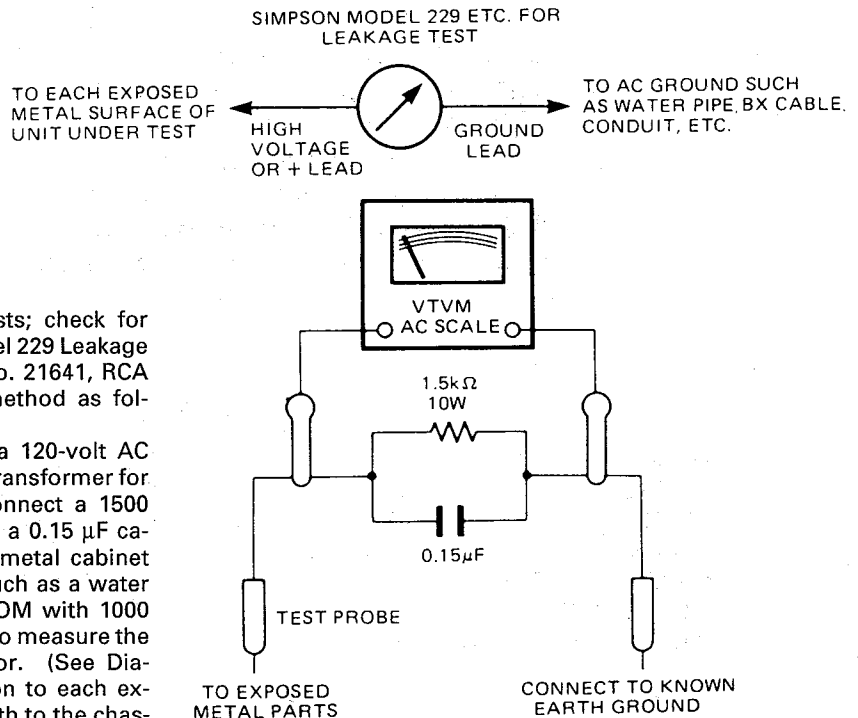 SIMPSON MODEL 229 ETC. FOR
LEAKAGE TEST
TO EACH EXPOSED
METAL SURFACE OF
UNIT UNDER TEST
HIGH
VOLTAGE
OR + LEAD
GROUND
LEAD
TO AC GROUND SUCH
AS WATER PIPE, BX CABLE,
CONDUIT, ETC.
sts; check for
el 229 Leakage
o. 21641, RCA
method as fol-
a 120-volt AC
transformer for
onnect a 1500
a 0.15 µF ca-
metal cabinet
uch as a water
OM with 1000
to measure the
or. (See Dia-
on to each ex-
th to the chas-
VTVM
AC SCALE
1.5kΩ
10W
0.15µF
TEST PROBE
TO EXPOSED
METAL PARTS
CONNECT TO KNOWN
EARTH GROUND